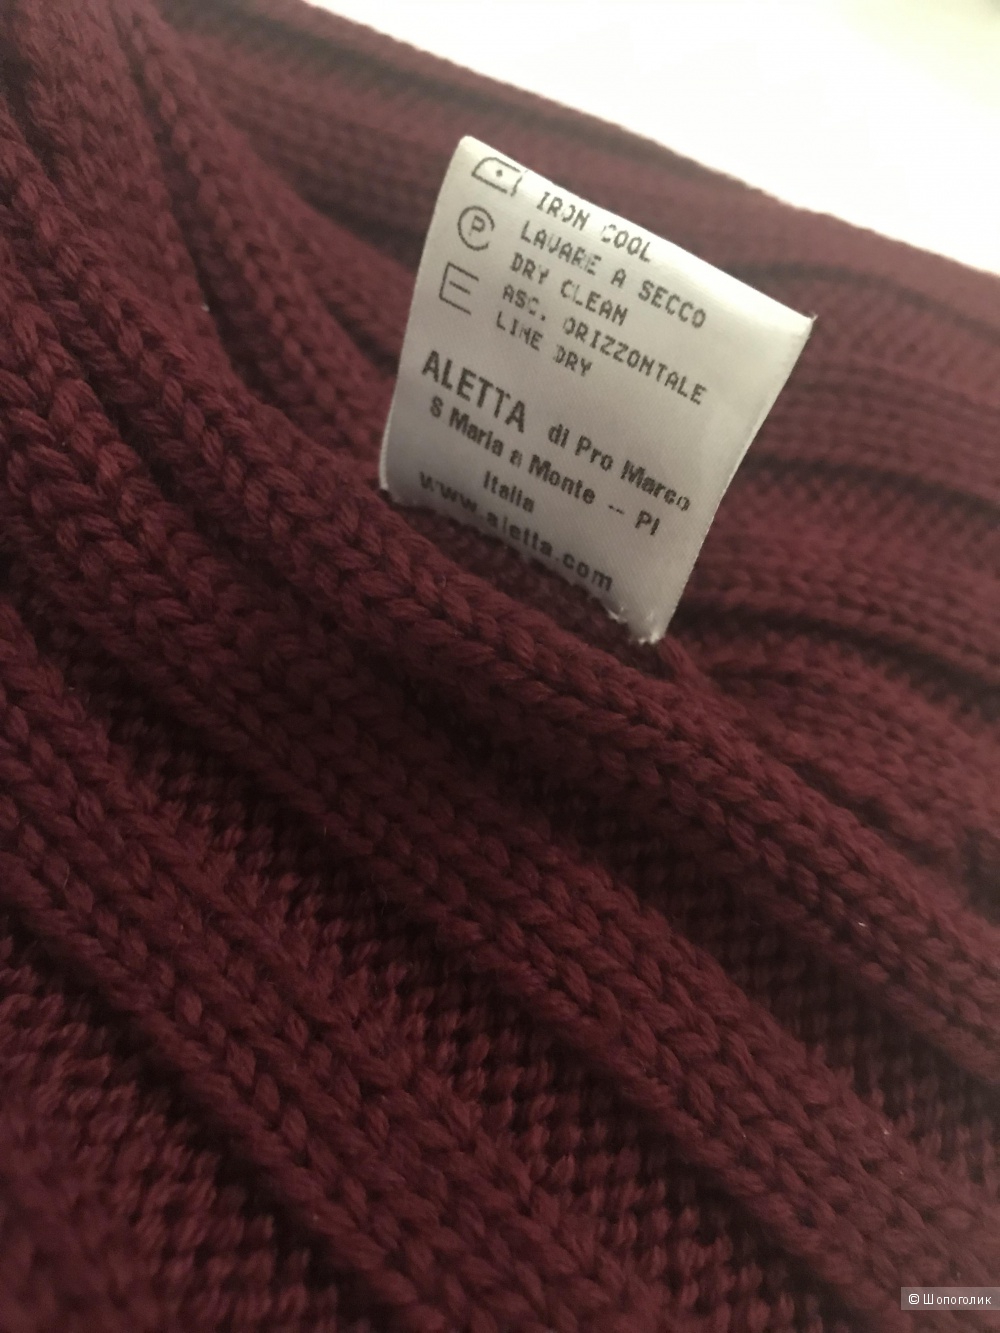 IRON COOL
P LAVARE A SECCO
DRY CLEAN
ASC. ORIZZONTALE
LINE DRY
ALETTA di Pro Marco
S Maria a Monte -- PI
Italia
www.aletta.com
© Шопоголик